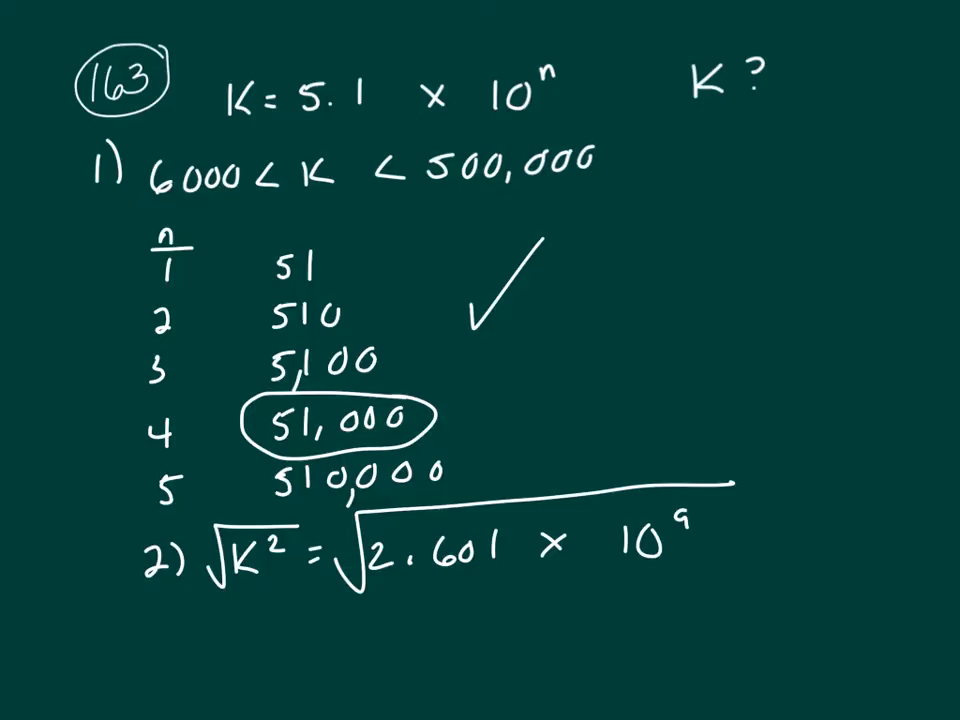 163 K = 5.1 x 10ⁿ K?
1) 6000 < K < 500,000
n
1 51
2 510
3 5,100
4 51,000
5 510,000
2) √K² = √2.601 x 10⁹